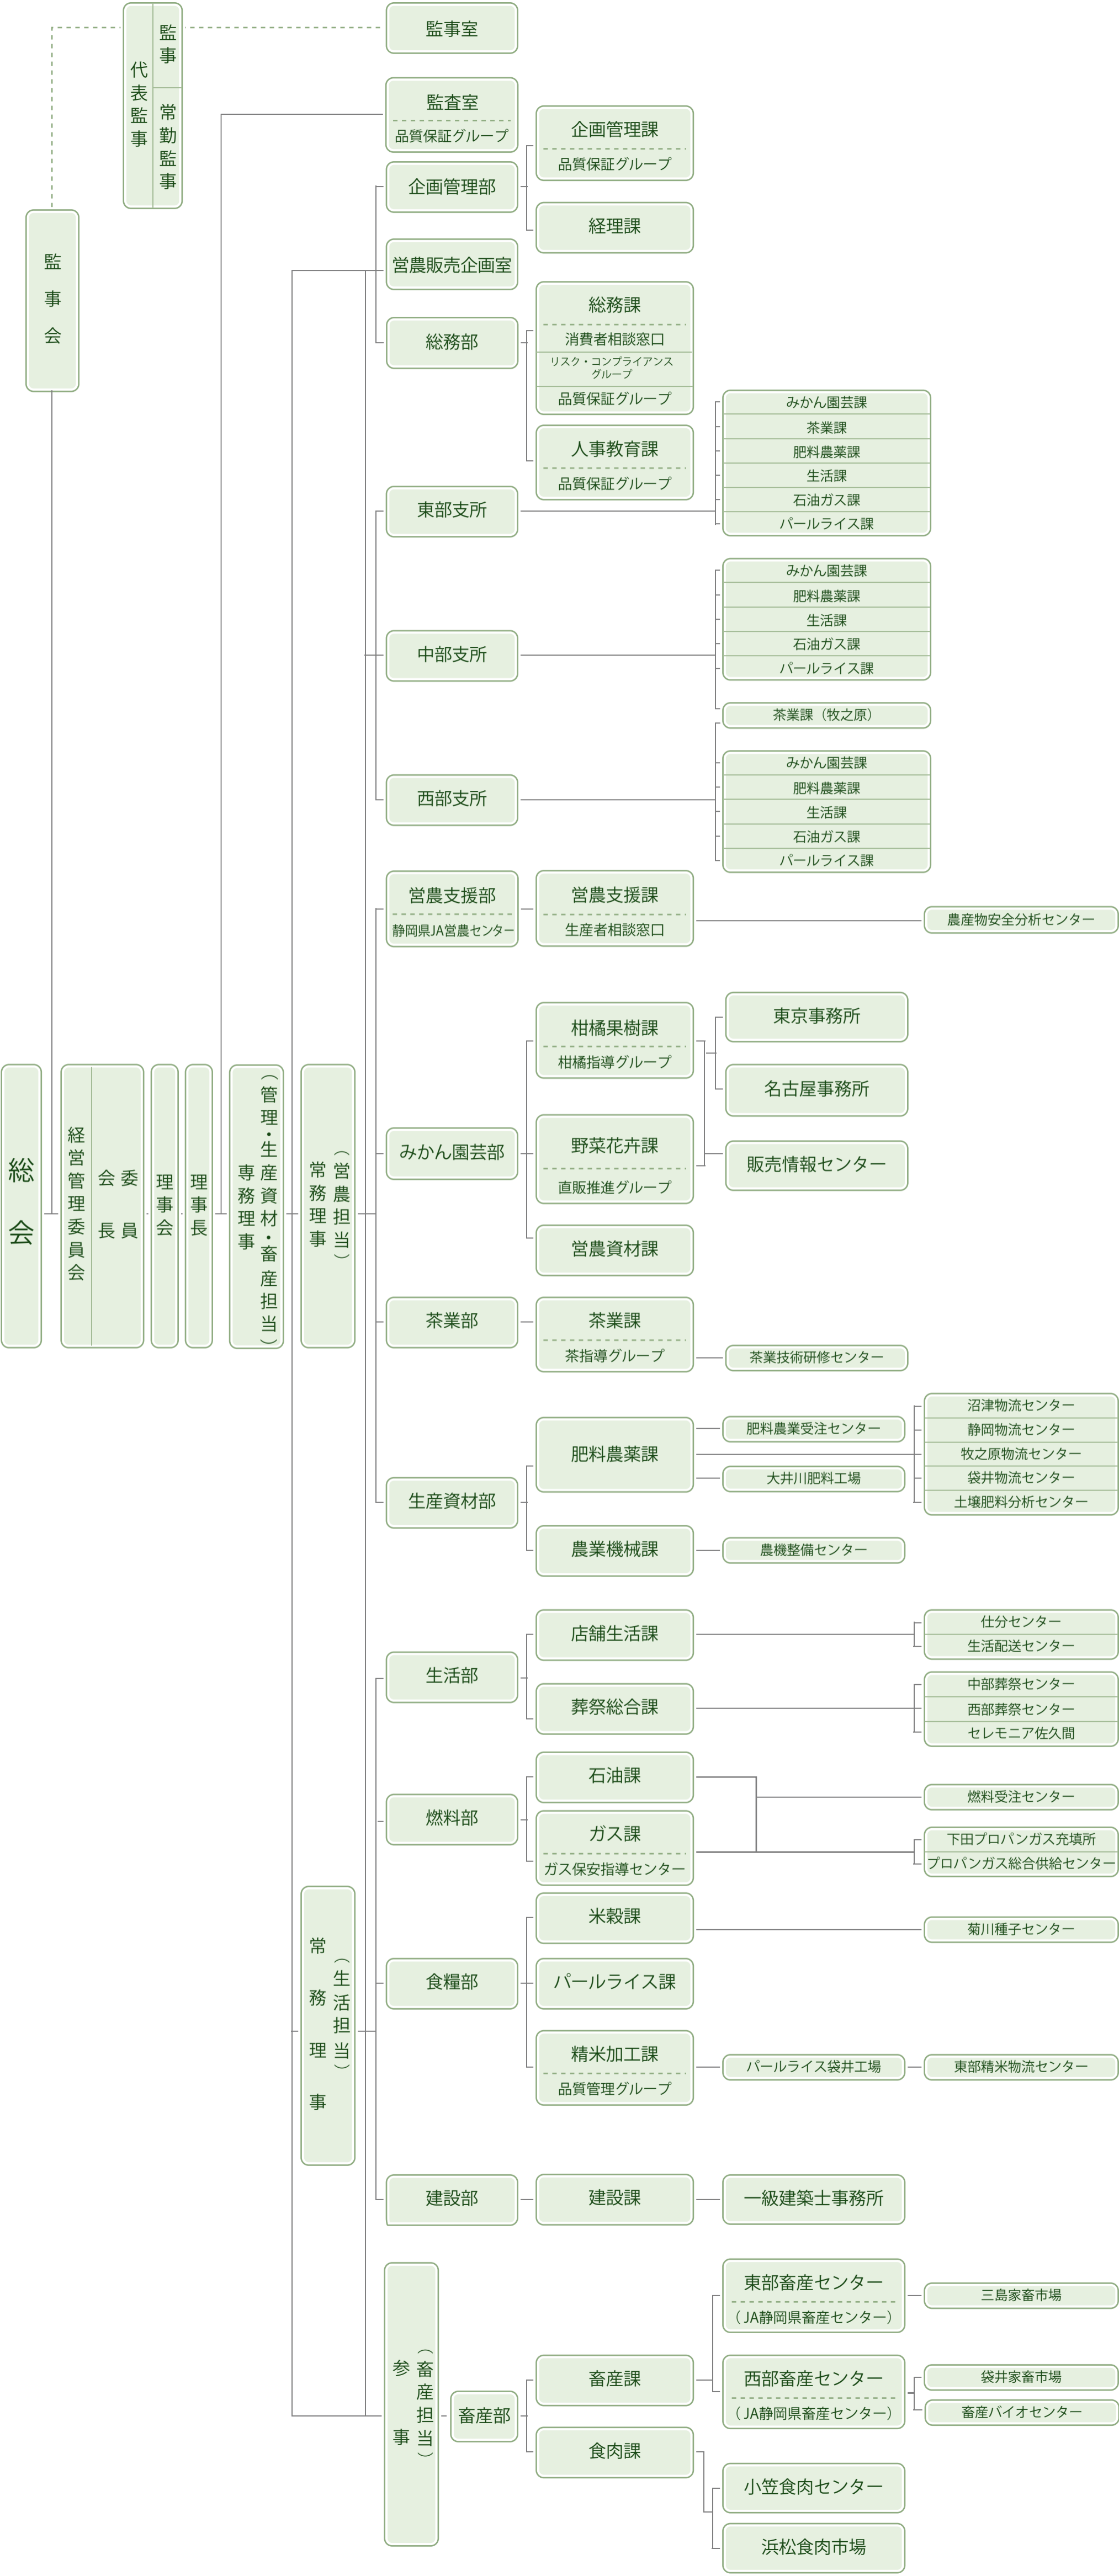 監事室
監事
代表監事
常勤監事
監査室
品質保証グループ
企画管理課
品質保証グループ
企画管理部
経理課
監事会
営農販売企画室
総務課
消費者相談窓口
リスク・コンプライアンス
グループ
品質保証グループ
総務部
人事教育課
品質保証グループ
東部支所
みかん園芸課
茶業課
肥料農薬課
生活課
石油ガス課
パールライス課
中部支所
みかん園芸課
肥料農薬課
生活課
石油ガス課
パールライス課
茶業課（牧之原）
西部支所
みかん園芸課
肥料農薬課
生活課
石油ガス課
パールライス課
営農支援部
静岡県JA営農センター
営農支援課
生産者相談窓口
農産物安全分析センター
総会
経営管理委員会
委員
会長
理事会
理事長
（管理・生産資材・畜産担当）
専務理事
（営農担当）
常務理事
みかん園芸部
柑橘果樹課
柑橘指導グループ
東京事務所
名古屋事務所
野菜花卉課
直販推進グループ
販売情報センター
営農資材課
茶業部
茶業課
茶指導グループ
茶業技術研修センター
生産資材部
肥料農薬課
肥料農業受注センター
大井川肥料工場
沼津物流センター
静岡物流センター
牧之原物流センター
袋井物流センター
土壌肥料分析センター
農業機械課
農機整備センター
（生活担当）
常務理事
生活部
店舗生活課
仕分センター
生活配送センター
葬祭総合課
中部葬祭センター
西部葬祭センター
セレモニア佐久間
燃料部
石油課
燃料受注センター
ガス課
ガス保安指導センター
下田プロパンガス充填所
プロパンガス総合供給センター
食糧部
米穀課
菊川種子センター
パールライス課
精米加工課
品質管理グループ
パールライス袋井工場
東部精米物流センター
建設部
建設課
一級建築士事務所
（畜産担当）
参事
畜産部
畜産課
東部畜産センター
（JA静岡県畜産センター）
三島家畜市場
西部畜産センター
（JA静岡県畜産センター）
袋井家畜市場
畜産バイオセンター
食肉課
小笠食肉センター
浜松食肉市場